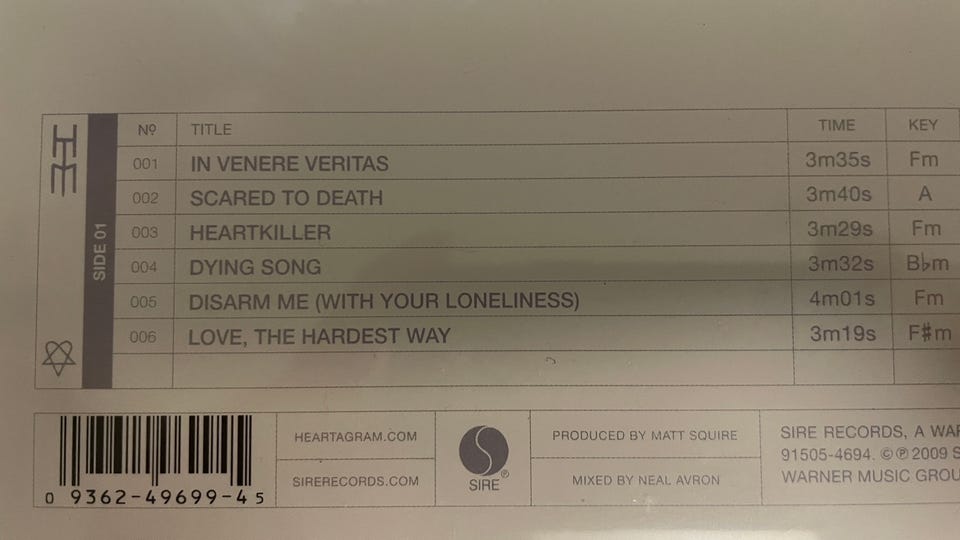 HIM
SIDE 01
Nº TITLE TIME KEY
001 IN VENERE VERITAS 3m35s Fm
002 SCARED TO DEATH 3m40s A
003 HEARTKILLER 3m29s Fm
004 DYING SONG 3m32s B♭m
005 DISARM ME (WITH YOUR LONELINESS) 4m01s Fm
006 LOVE, THE HARDEST WAY 3m19s F♯m
0 9362-49699-4 5
HEARTAGRAM.COM
SIRERECORDS.COM
SIRE®
PRODUCED BY MATT SQUIRE
MIXED BY NEAL AVRON
SIRE RECORDS, A WAR
91505-4694. ©℗ 2009 S
WARNER MUSIC GROU